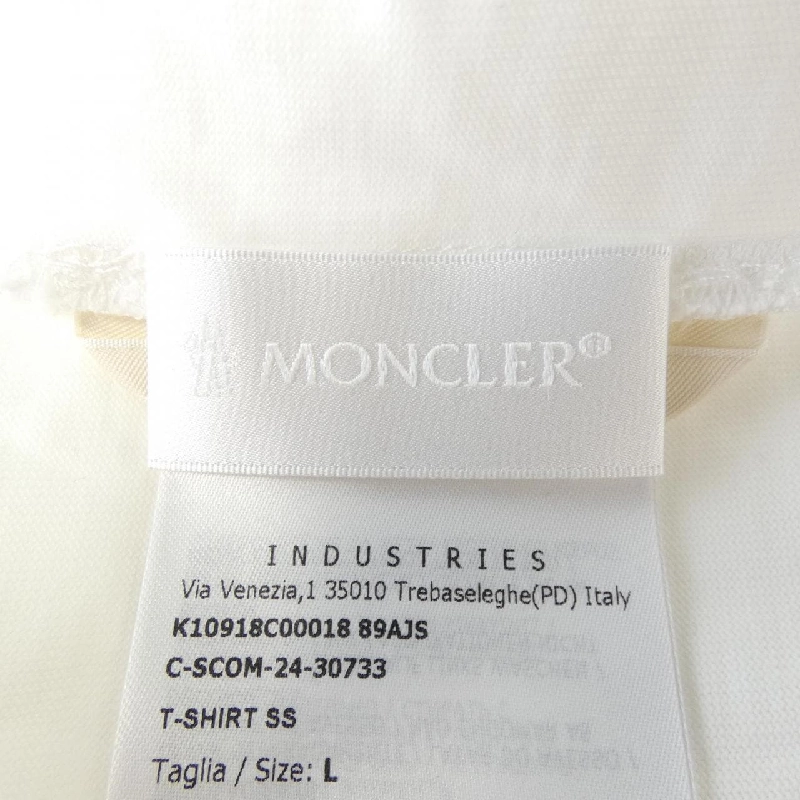 MONCLER®
INDUSTRIES
Via Venezia,1 35010 Trebaseleghe(PD) Italy
K10918C00018 89AJS
C-SCOM-24-30733
T-SHIRT SS
Taglia / Size: L